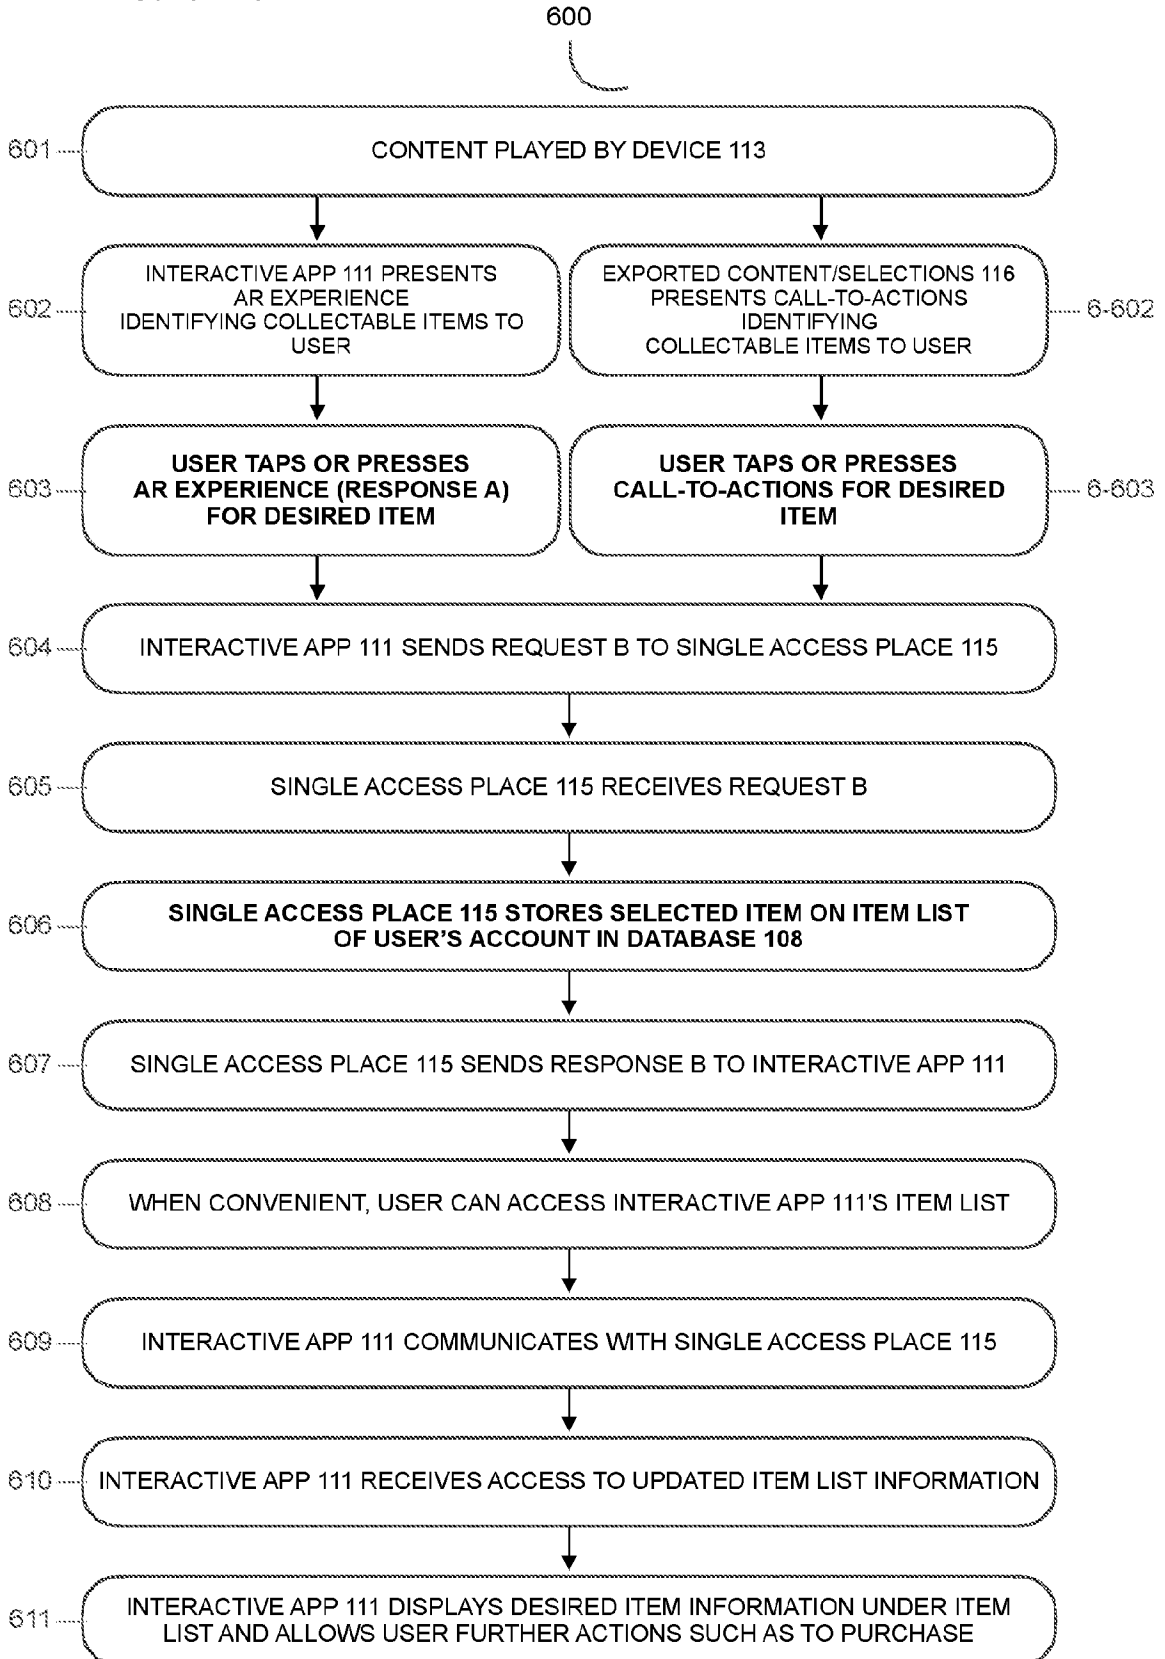 600
601
CONTENT PLAYED BY DEVICE 113
602
INTERACTIVE APP 111 PRESENTS
AR EXPERIENCE
IDENTIFYING COLLECTABLE ITEMS TO
USER
EXPORTED CONTENT/SELECTIONS 116
PRESENTS CALL-TO-ACTIONS
IDENTIFYING
COLLECTABLE ITEMS TO USER
6-602
603
USER TAPS OR PRESSES
AR EXPERIENCE (RESPONSE A)
FOR DESIRED ITEM
USER TAPS OR PRESSES
CALL-TO-ACTIONS FOR DESIRED
ITEM
6-603
604
INTERACTIVE APP 111 SENDS REQUEST B TO SINGLE ACCESS PLACE 115
605
SINGLE ACCESS PLACE 115 RECEIVES REQUEST B
606
SINGLE ACCESS PLACE 115 STORES SELECTED ITEM ON ITEM LIST
OF USER'S ACCOUNT IN DATABASE 108
607
SINGLE ACCESS PLACE 115 SENDS RESPONSE B TO INTERACTIVE APP 111
608
WHEN CONVENIENT, USER CAN ACCESS INTERACTIVE APP 111'S ITEM LIST
609
INTERACTIVE APP 111 COMMUNICATES WITH SINGLE ACCESS PLACE 115
610
INTERACTIVE APP 111 RECEIVES ACCESS TO UPDATED ITEM LIST INFORMATION
611
INTERACTIVE APP 111 DISPLAYS DESIRED ITEM INFORMATION UNDER ITEM
LIST AND ALLOWS USER FURTHER ACTIONS SUCH AS TO PURCHASE